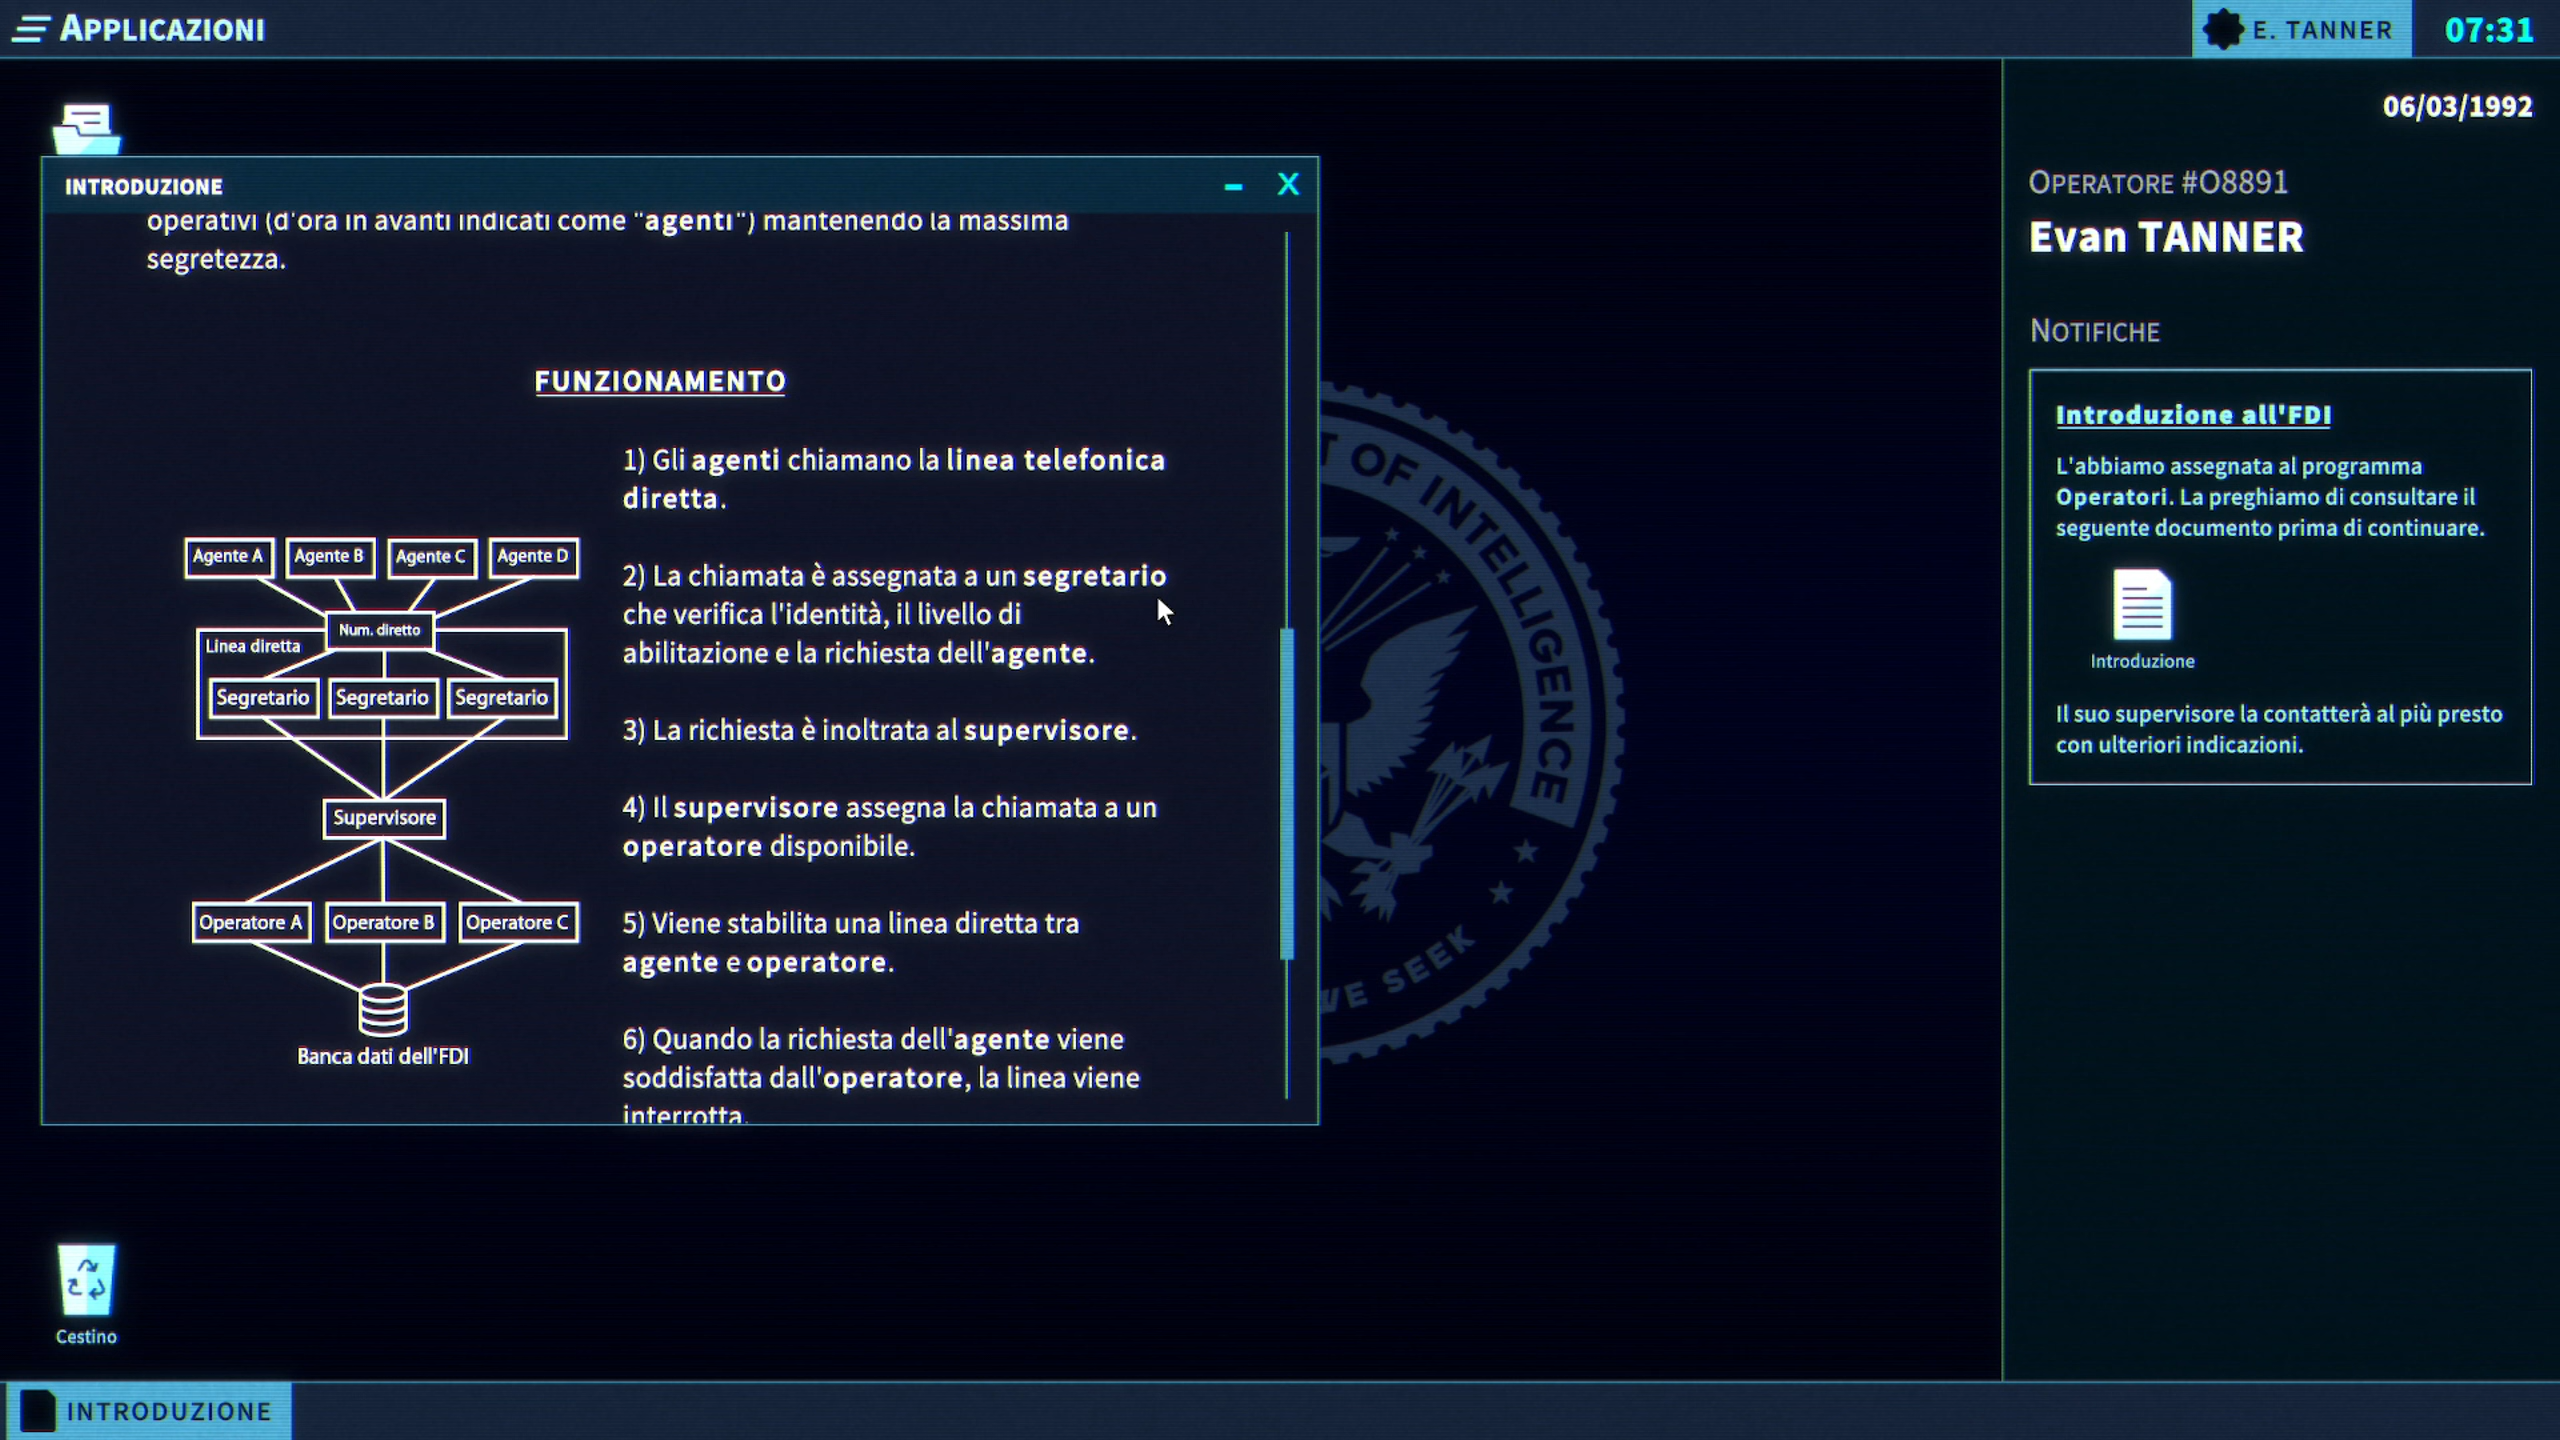 APPLICAZIONI
E. TANNER
07:31
06/03/1992
OPERATORE #O8891
Evan TANNER
NOTIFICHE
Introduzione all'FDI
L'abbiamo assegnata al programma
Operatori. La preghiamo di consultare il
seguente documento prima di continuare.
Introduzione
Il suo supervisore la contatterà al più presto
con ulteriori indicazioni.
INTRODUZIONE
X
operativi (d'ora in avanti indicati come "agenti") mantenendo la massima
segretezza.
FUNZIONAMENTO
1) Gli agenti chiamano la linea telefonica
diretta.
2) La chiamata è assegnata a un segretario
che verifica l'identità, il livello di
abilitazione e la richiesta dell'agente.
3) La richiesta è inoltrata al supervisore.
4) Il supervisore assegna la chiamata a un
operatore disponibile.
5) Viene stabilita una linea diretta tra
agente e operatore.
6) Quando la richiesta dell'agente viene
soddisfatta dall'operatore, la linea viene
interrotta.
Agente A
Agente B
Agente C
Agente D
Num. diretto
Linea diretta
Segretario
Segretario
Segretario
Supervisore
Operatore A
Operatore B
Operatore C
Banca dati dell'FDI
OF INTELLIGENCE
WE SEEK
Cestino
INTRODUZIONE